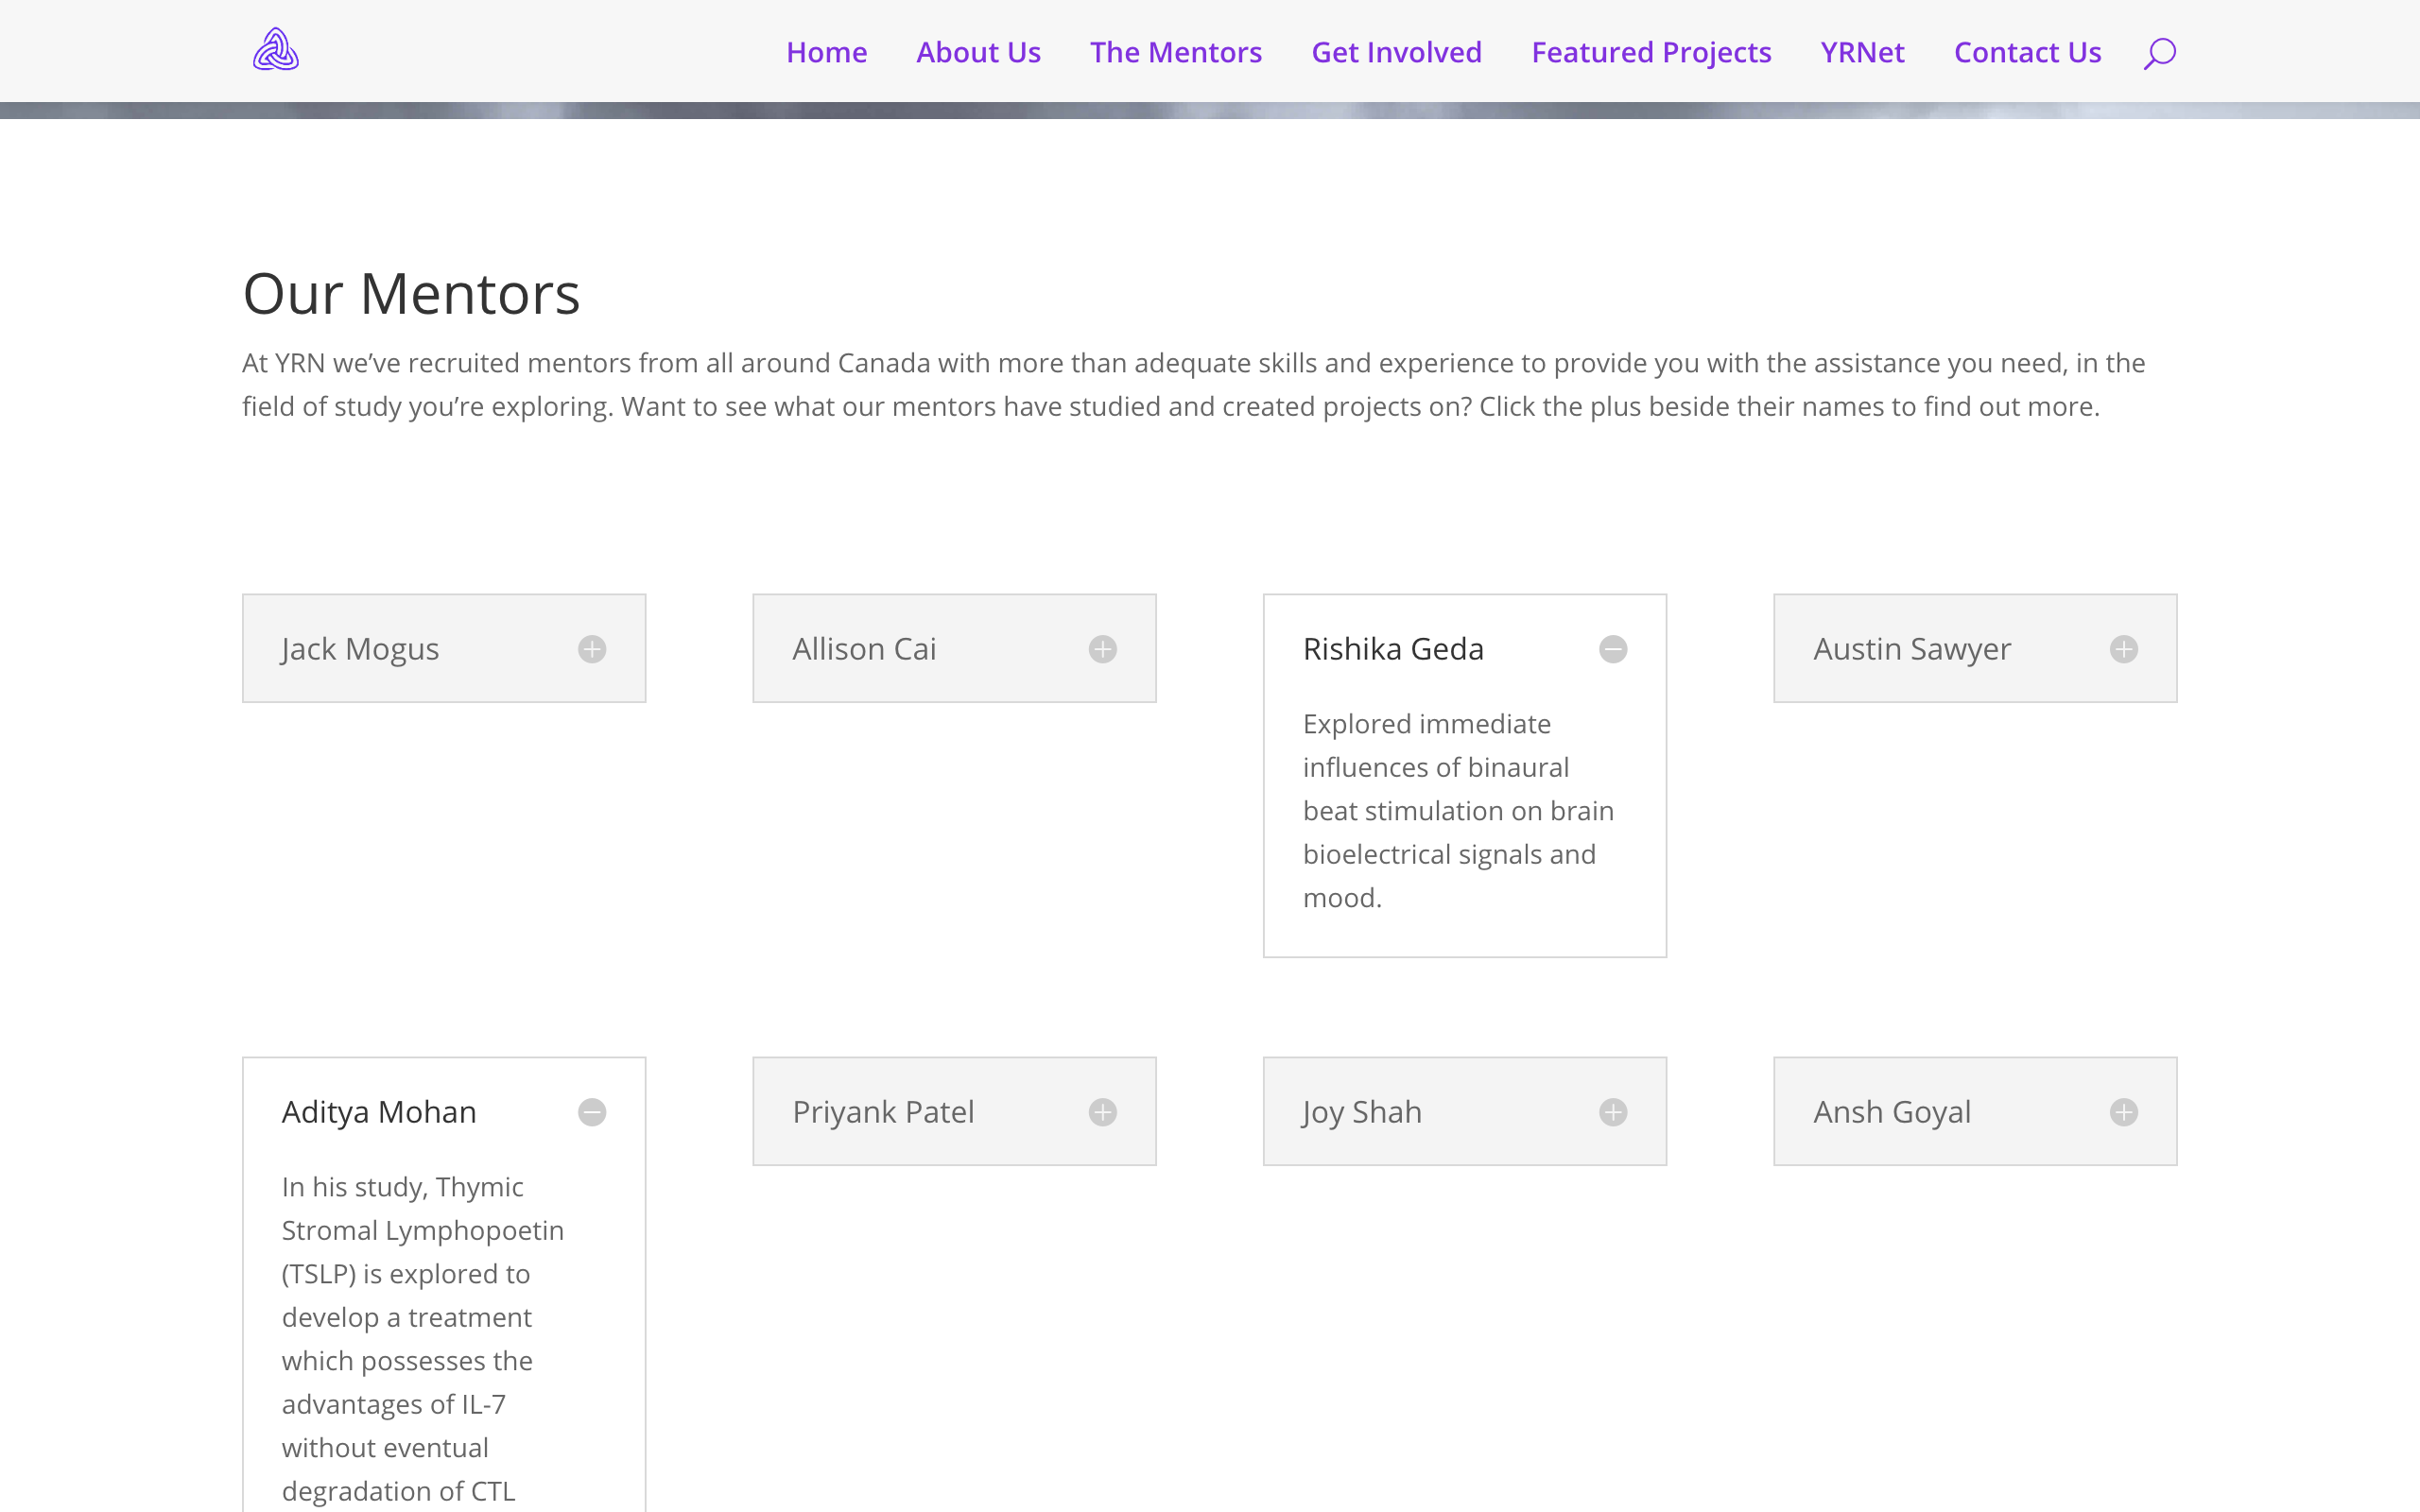 Home About Us The Mentors Get Involved Featured Projects YRNet Contact Us
Our Mentors
At YRN we’ve recruited mentors from all around Canada with more than adequate skills and experience to provide you with the assistance you need, in the
field of study you’re exploring. Want to see what our mentors have studied and created projects on? Click the plus beside their names to find out more.
Jack Mogus
Allison Cai
Rishika Geda
Explored immediate
influences of binaural
beat stimulation on brain
bioelectrical signals and
mood.
Austin Sawyer
Aditya Mohan
In his study, Thymic
Stromal Lymphopoetin
(TSLP) is explored to
develop a treatment
which possesses the
advantages of IL-7
without eventual
degradation of CTL
Priyank Patel
Joy Shah
Ansh Goyal